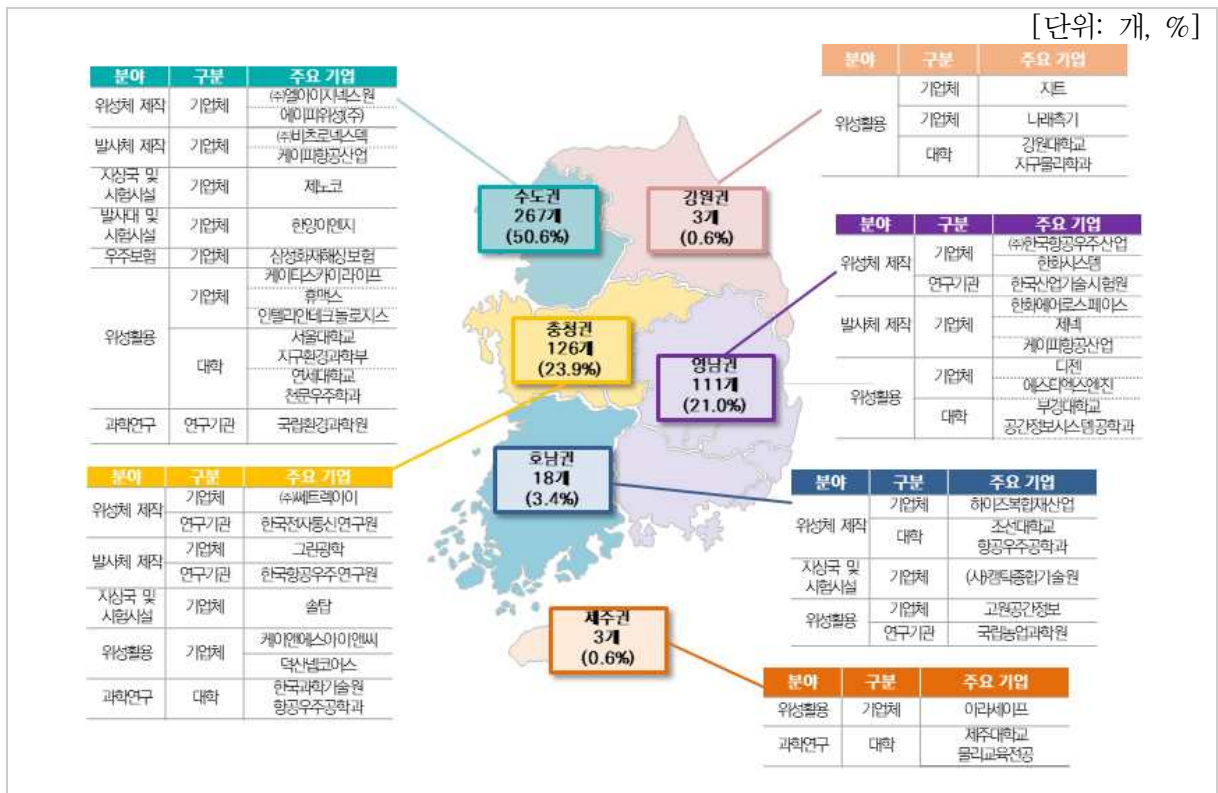 [단위: 개, %]
분야 구분 주요 기업
위성체 제작 기업체 ㈜엘아이지넥스원
에이피위성(주)
발사체 제작 기업체 ㈜비츠로넥스텍
케이피항공산업
지상국 및 시험시설 기업체 제노코
발사대 및 시험시설 기업체 한양이엔지
우주보험 기업체 삼성화재해상보험
위성활용 기업체 케이티스카이라이프
휴맥스
인텔리안테크놀로지스
대학 서울대학교
지구환경과학부
연세대학교
천문우주학과
과학연구 연구기관 국립환경과학원
분야 구분 주요 기업
위성활용 기업체 지트
기업체 나래측기
대학 강원대학교
지구물리학과
수도권
267개
(50.6%)
강원권
3개
(0.6%)
충청권
126개
(23.9%)
영남권
111개
(21.0%)
호남권
18개
(3.4%)
제주권
3개
(0.6%)
분야 구분 주요 기업
위성체 제작 기업체 ㈜한국항공우주산업
한화시스템
연구기관 한국산업기술시험원
발사체 제작 기업체 한화에어로스페이스
제넥
케이피항공산업
위성활용 기업체 디젠
에스티엑스엔진
대학 부경대학교
공간정보시스템공학과
분야 구분 주요 기업
위성체 제작 기업체 ㈜쎄트렉아이
연구기관 한국전자통신연구원
발사체 제작 기업체 그린광학
연구기관 한국항공우주연구원
지상국 및 시험시설 기업체 솔탑
위성활용 기업체 케이앤에스아이앤씨
덕산넵코어스
과학연구 대학 한국과학기술원
항공우주공학과
분야 구분 주요 기업
위성체 제작 기업체 하이즈복합재산업
대학 조선대학교
항공우주공학과
지상국 및 시험시설 기업체 (사)캠틱종합기술원
위성활용 기업체 고원공간정보
연구기관 국립농업과학원
분야 구분 주요 기업
위성활용 기업체 아라세이프
과학연구 대학 제주대학교
물리교육전공